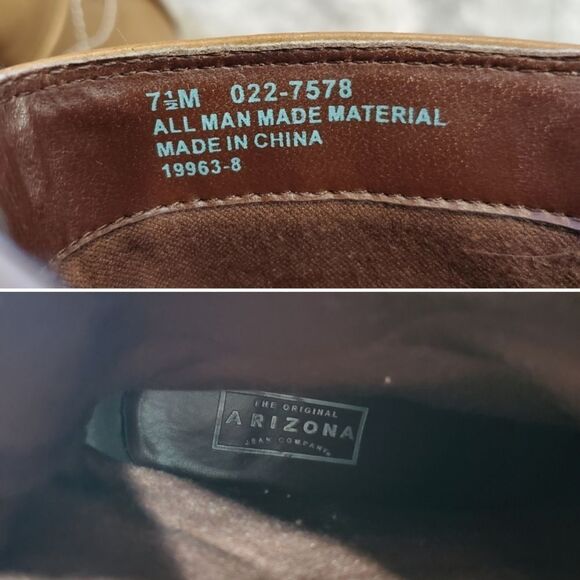 7½M 022-7578
ALL MAN MADE MATERIAL
MADE IN CHINA
19963-8
THE ORIGINAL
ARIZONA
JEAN COMPANY®